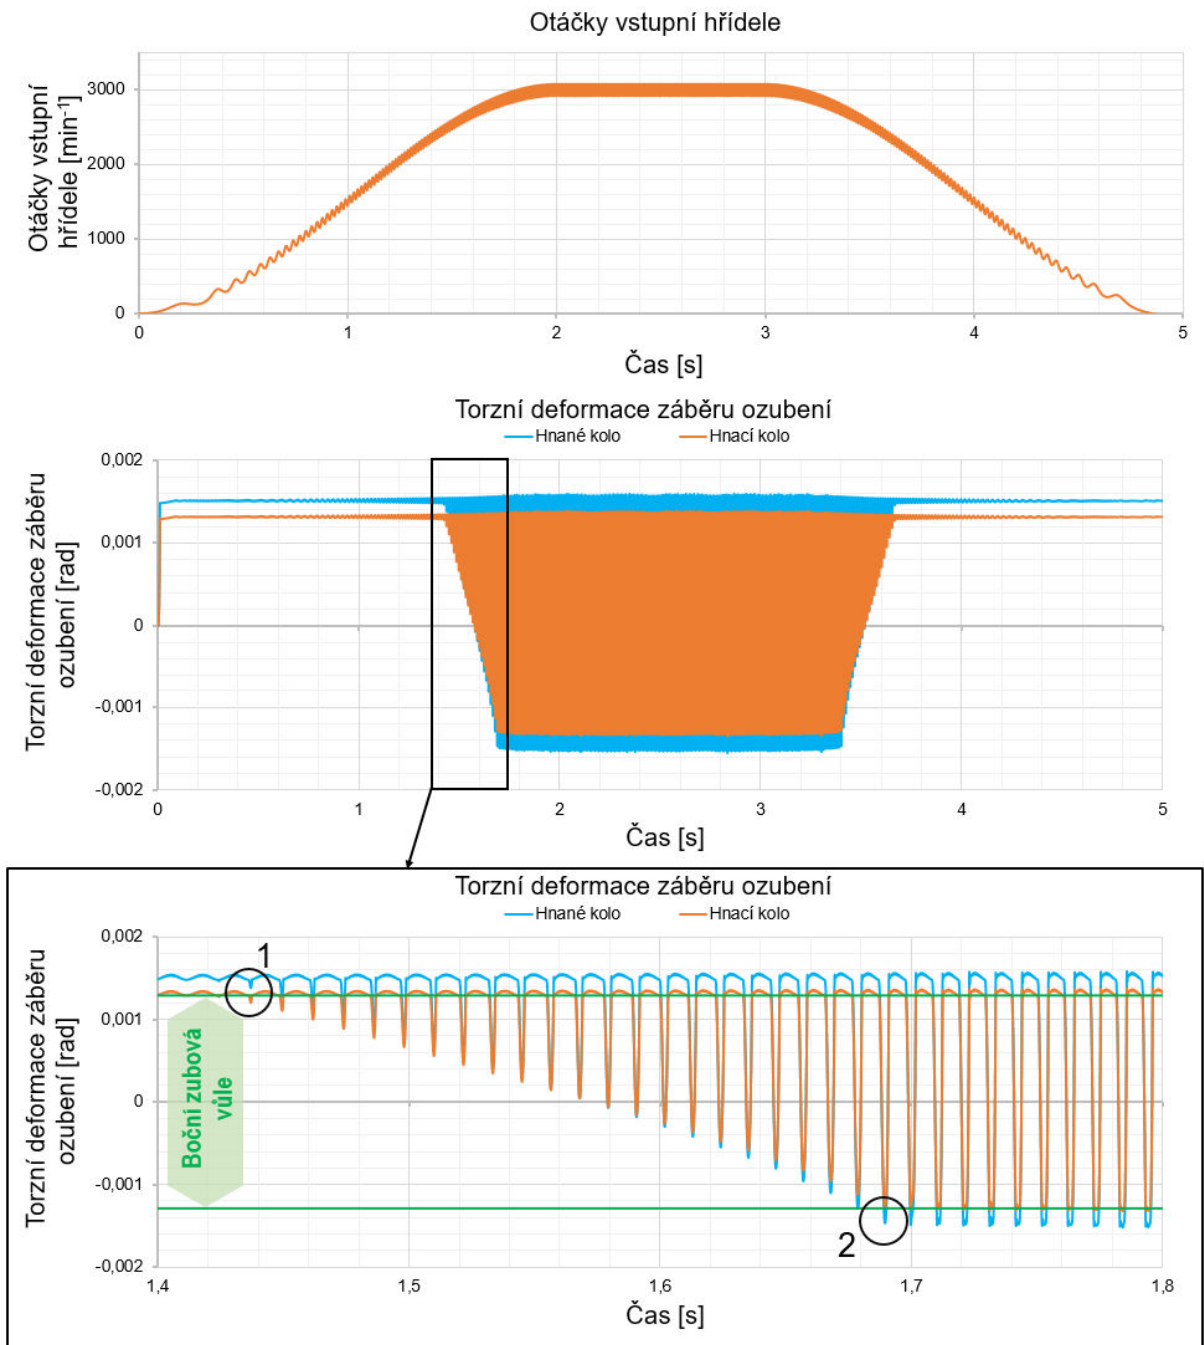 Otáčky vstupní hřídele
Otáčky vstupní
hřídele [min⁻¹]
3000
2000
1000
0
0 1 2 3 4 5
Čas [s]
Torzní deformace záběru ozubení
Hnané kolo Hnací kolo
Torzní deformace záběru
ozubení [rad]
0,002
0,001
0
-0,001
-0,002
0 1 2 3 4 5
Čas [s]
Torzní deformace záběru ozubení
Hnané kolo Hnací kolo
Torzní deformace záběru
ozubení [rad]
0,002
0,001
0
-0,001
-0,002
1
Boční zubová
vůle
2
1,4 1,5 1,6 1,7 1,8
Čas [s]